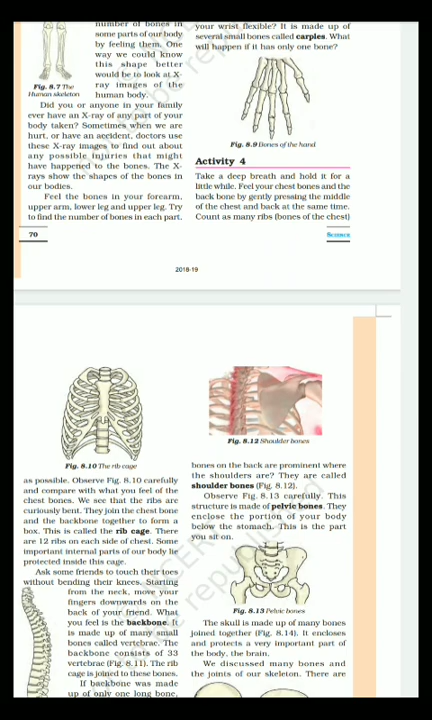 number of bones in
some parts of our body
by feeling them. One
way we could know
this shape better
would be to look at X-
ray images of the
human body.
Fig. 8.7 The
Human skeleton
Did you or anyone in your family
ever have an X-ray of any part of your
body taken? Sometimes when we are
hurt, or have an accident, doctors use
these X-ray images to find out about
any possible injuries that might
have happened to the bones. The X-
rays show the shapes of the bones in
our bodies.
Feel the bones in your forearm,
upper arm, lower leg and upper leg. Try
to find the number of bones in each part.
your wrist flexible? It is made up of
several small bones called carples. What
will happen if it has only one bone?
Fig. 8.9 Bones of the hand
Activity 4
Take a deep breath and hold it for a
little while. Feel your chest bones and the
back bone by gently pressing the middle
of the chest and back at the same time.
Count as many ribs (bones of the chest)
70
Science
2018-19
Fig. 8.10 The rib cage
as possible. Observe Fig. 8.10 carefully
and compare with what you feel of the
chest bones. We see that the ribs are
curiously bent. They join the chest bone
and the backbone together to form a
box. This is called the rib cage. There
are 12 ribs on each side of chest. Some
important internal parts of our body lie
protected inside this cage.
Ask some friends to touch their toes
without bending their knees. Starting
from the neck, move your
fingers downwards on the
back of your friend. What
you feel is the backbone. It
is made up of many small
bones called vertebrae. The
backbone consists of 33
vertebrae (Fig. 8.11). The rib
cage is joined to these bones.
If backbone was made
up of only one long bone,
Fig. 8.12 Shoulder bones
bones on the back are prominent where
the shoulders are? They are called
shoulder bones (Fig. 8.12).
Observe Fig. 8.13 carefully. This
structure is made of pelvic bones. They
enclose the portion of your body
below the stomach. This is the part
you sit on.
Fig. 8.13 Pelvic bones
The skull is made up of many bones
joined together (Fig. 8.14). It encloses
and protects a very important part of
the body, the brain.
We discussed many bones and
the joints of our skeleton. There are